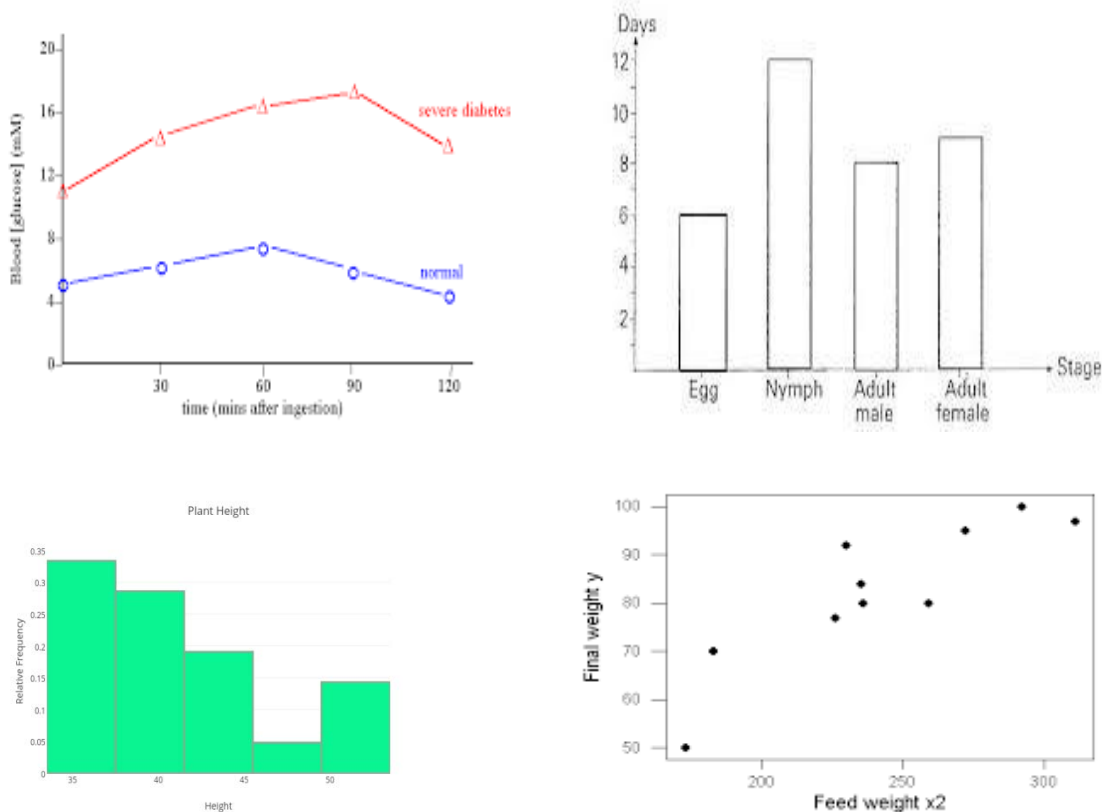 20
16
12
8
4
0
Blood [glucose] (mM)
severe diabetes
normal
30 60 90 120
time (mins after ingestion)
Days
12
10
8
6
4
2
Stage
Egg Nymph Adult male Adult female
Plant Height
0.35
0.3
0.25
0.2
0.15
0.1
0.05
0
Relative Frequency
35 40 45 50
Height
100
90
80
70
60
50
Final weight y
200 250 300
Feed weight x2